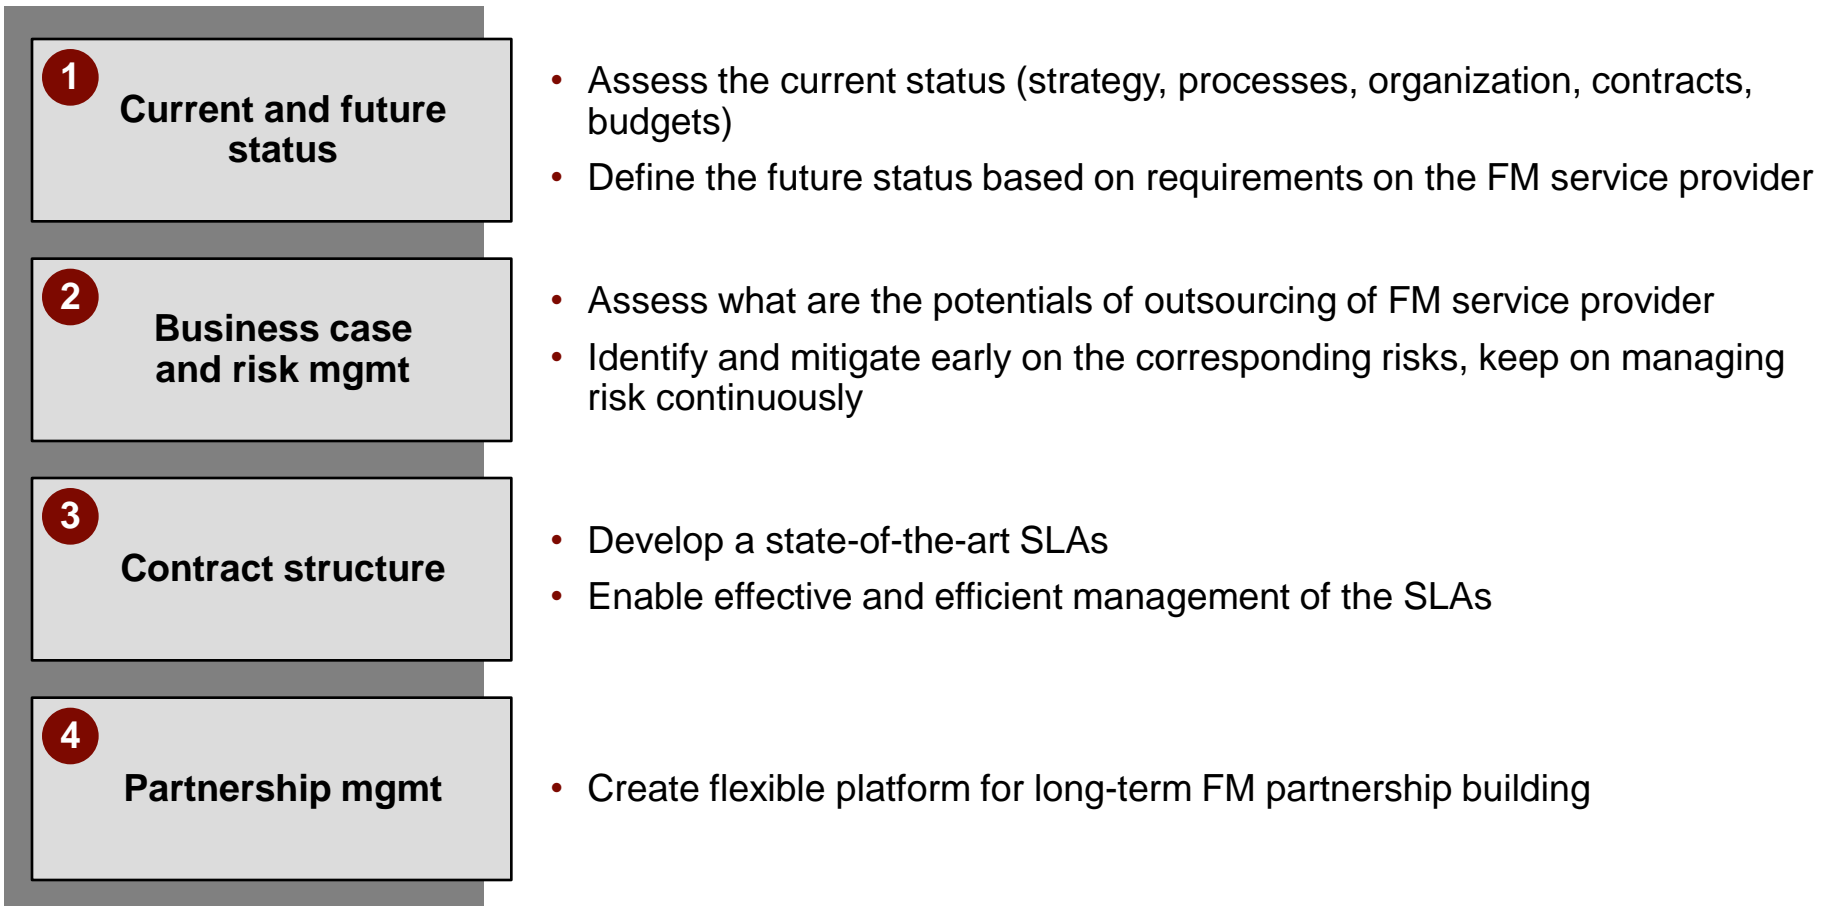 1
Current and future
status
• Assess the current status (strategy, processes, organization, contracts,
budgets)
• Define the future status based on requirements on the FM service provider
2
Business case
and risk mgmt
• Assess what are the potentials of outsourcing of FM service provider
• Identify and mitigate early on the corresponding risks, keep on managing
risk continuously
3
Contract structure
• Develop a state-of-the-art SLAs
• Enable effective and efficient management of the SLAs
4
Partnership mgmt
• Create flexible platform for long-term FM partnership building